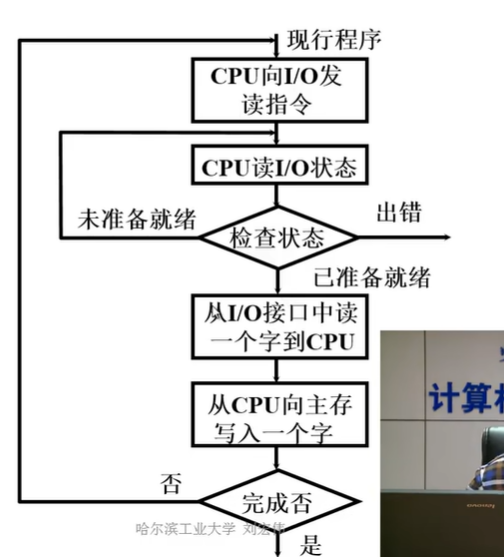 现行程序
CPU向I/O发
读指令
CPU读I/O状态
未准备就绪
检查状态
出错
已准备就绪
从I/O接口中读
一个字到CPU
计算机
从CPU向主存
写入一个字
否
完成否
哈尔滨工业大学 刘宏伟
是